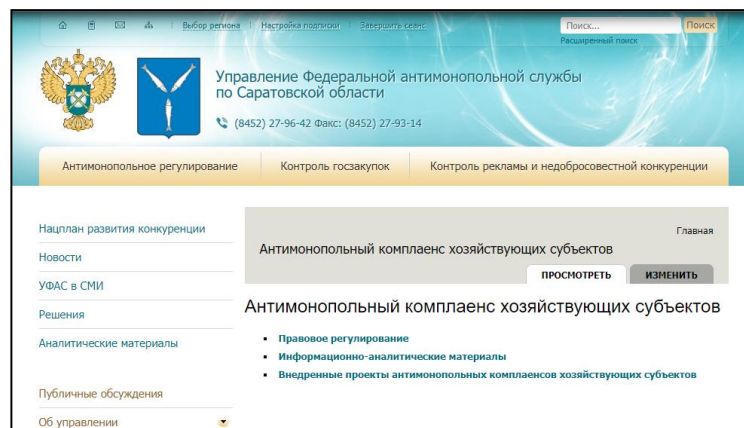 Выбор региона
Настройка подписки
Завершить сеанс
Поиск...
Поиск
Расширенный поиск
Управление Федеральной антимонопольной службы
по Саратовской области
(8452) 27-96-42 Факс: (8452) 27-93-14
Антимонопольное регулирование
Контроль госзакупок
Контроль рекламы и недобросовестной конкуренции
Нацплан развития конкуренции
Новости
УФАС в СМИ
Решения
Аналитические материалы
Публичные обсуждения
Об управлении
Главная
Антимонопольный комплаенс хозяйствующих субъектов
ПРОСМОТРЕТЬ
ИЗМЕНИТЬ
Антимонопольный комплаенс хозяйствующих субъектов
Правовое регулирование
Информационно-аналитические материалы
Внедренные проекты антимонопольных комплаенсов хозяйствующих субъектов